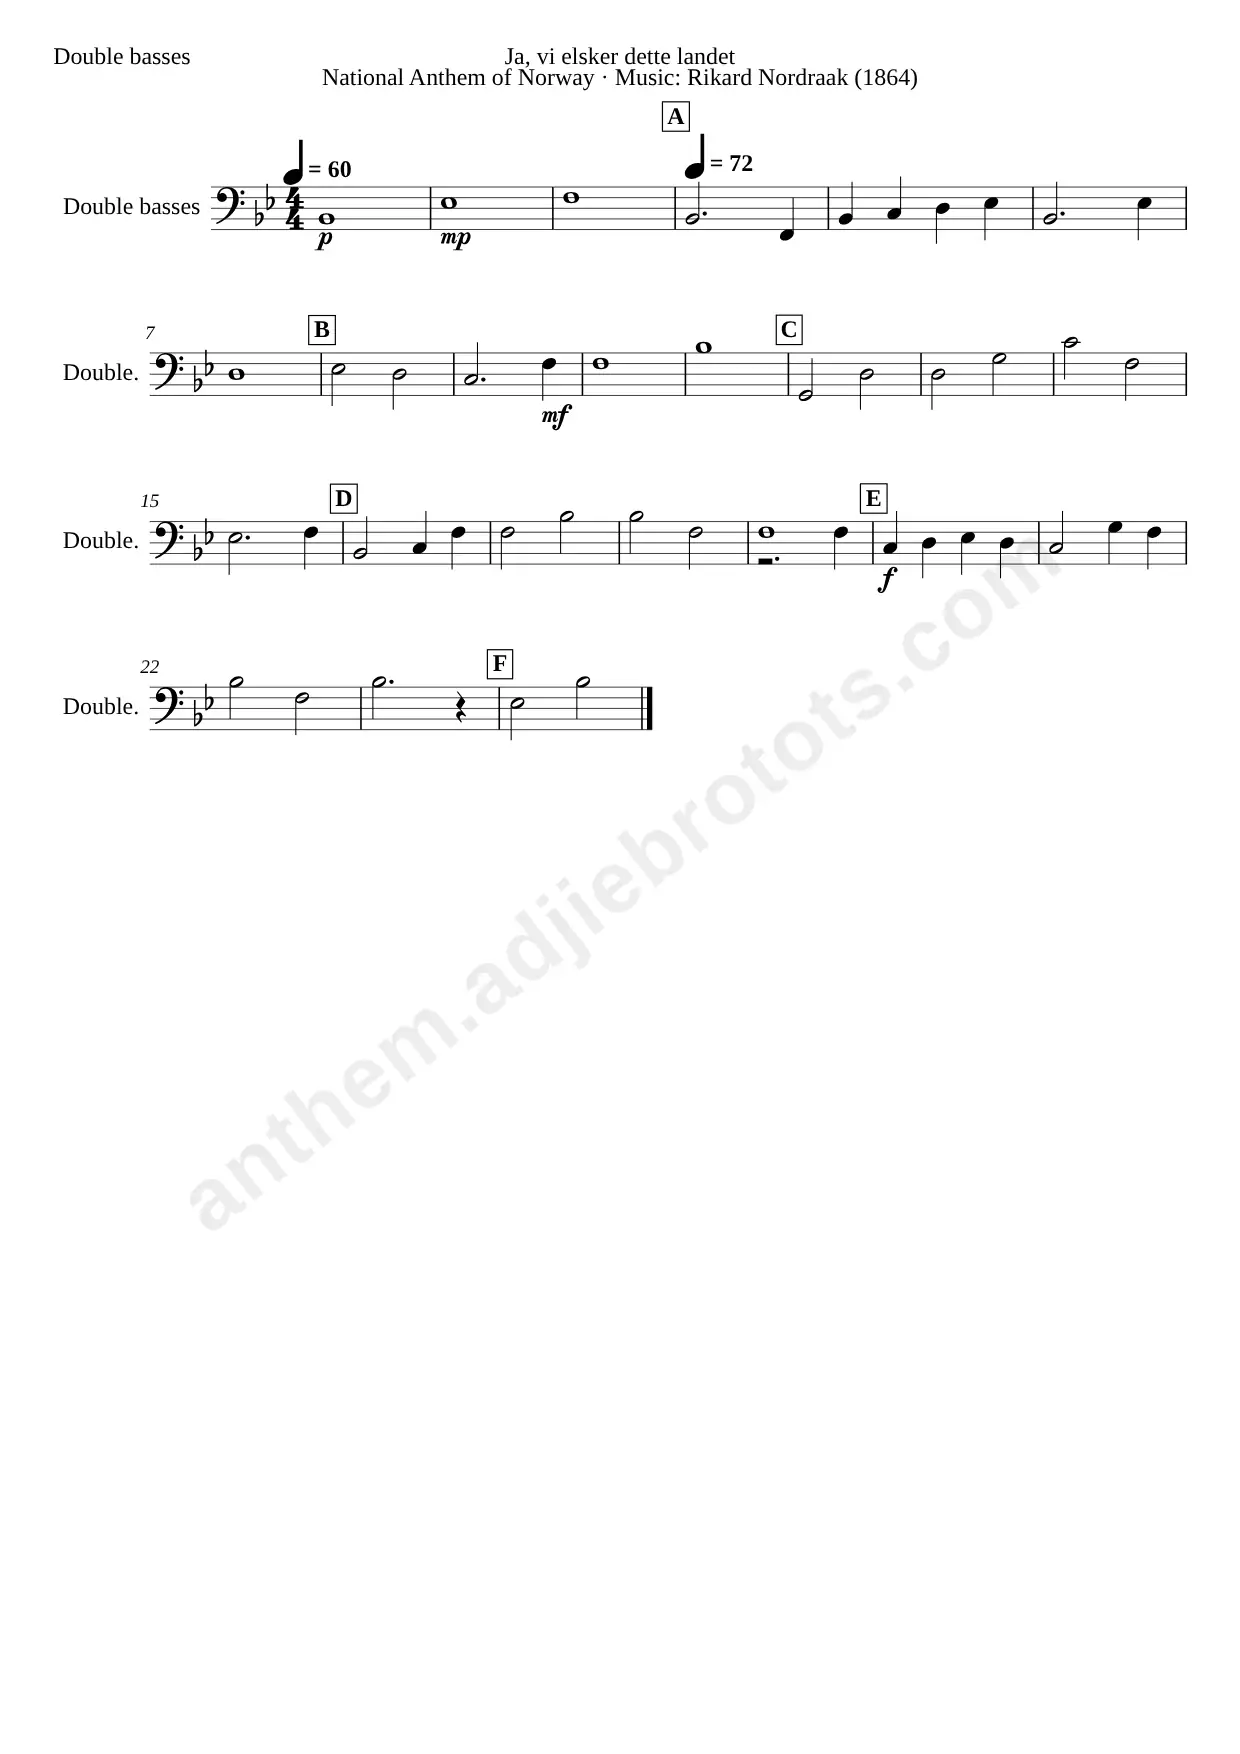 Double basses
Ja, vi elsker dette landet
National Anthem of Norway · Music: Rikard Nordraak (1864)
A
= 60
= 72
Double basses
p
mp
7
B
C
Double.
mf
15
D
E
Double.
f
22
F
Double.
anthem.adjiebrotots.com